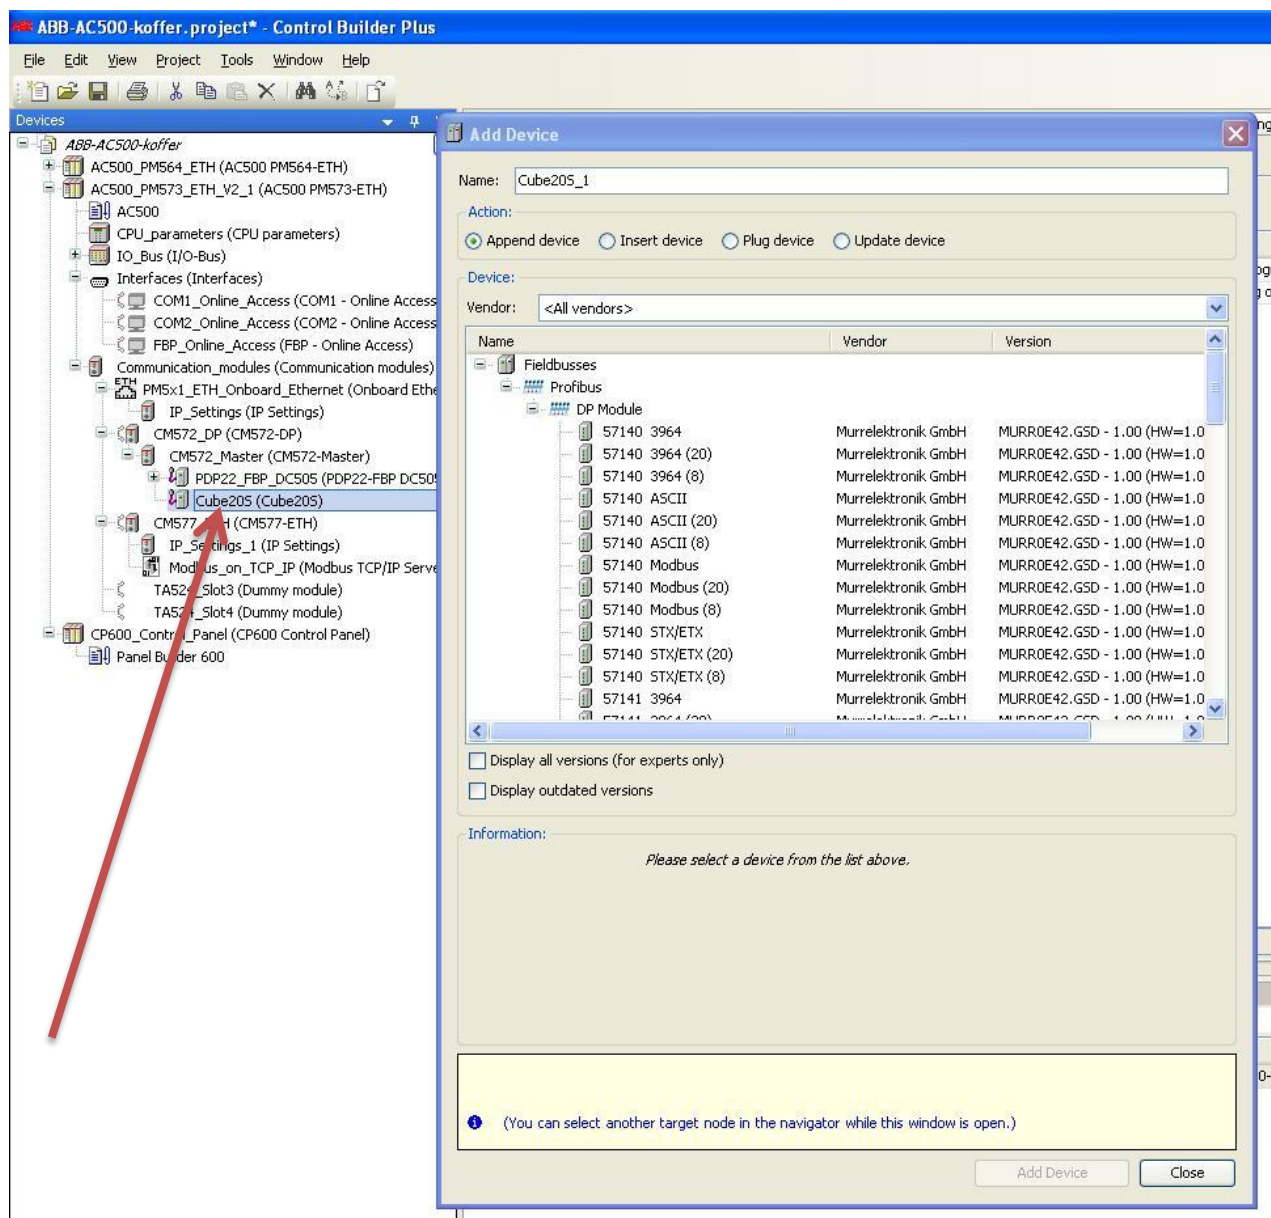 ABB ABB-AC500-koffer.project* - Control Builder Plus
File Edit View Project Tools Window Help
Devices
ABB-AC500-koffer
AC500_PM564_ETH (AC500 PM564-ETH)
AC500_PM573_ETH_V2_1 (AC500 PM573-ETH)
AC500
CPU_parameters (CPU parameters)
IO_Bus (I/O-Bus)
Interfaces (Interfaces)
COM1_Online_Access (COM1 - Online Access
COM2_Online_Access (COM2 - Online Access
FBP_Online_Access (FBP - Online Access)
Communication_modules (Communication modules)
ETH PM5x1_ETH_Onboard_Ethernet (Onboard Ethe
IP_Settings (IP Settings)
CM572_DP (CM572-DP)
CM572_Master (CM572-Master)
PDP22_FBP_DC505 (PDP22-FBP DC50
Cube20S (Cube20S)
(CM577-ETH)
IP_Settings_1 (IP Settings)
Modbus_on_TCP_IP (Modbus TCP/IP Serve
TA524_Slot3 (Dummy module)
TA524_Slot4 (Dummy module)
CP600_Control_Panel (CP600 Control Panel)
Panel Builder 600
Add Device
Name: Cube20S_1
Action:
Append device Insert device Plug device Update device
Device:
Vendor: <All vendors>
Name Vendor Version
Fieldbusses
Profibus
DP Module
57140 3964 Murrelektronik GmbH MURR0E42.GSD - 1.00 (HW=1.0
57140 3964 (20) Murrelektronik GmbH MURR0E42.GSD - 1.00 (HW=1.0
57140 3964 (8) Murrelektronik GmbH MURR0E42.GSD - 1.00 (HW=1.0
57140 ASCII Murrelektronik GmbH MURR0E42.GSD - 1.00 (HW=1.0
57140 ASCII (20) Murrelektronik GmbH MURR0E42.GSD - 1.00 (HW=1.0
57140 ASCII (8) Murrelektronik GmbH MURR0E42.GSD - 1.00 (HW=1.0
57140 Modbus Murrelektronik GmbH MURR0E42.GSD - 1.00 (HW=1.0
57140 Modbus (20) Murrelektronik GmbH MURR0E42.GSD - 1.00 (HW=1.0
57140 Modbus (8) Murrelektronik GmbH MURR0E42.GSD - 1.00 (HW=1.0
57140 STX/ETX Murrelektronik GmbH MURR0E42.GSD - 1.00 (HW=1.0
57140 STX/ETX (20) Murrelektronik GmbH MURR0E42.GSD - 1.00 (HW=1.0
57140 STX/ETX (8) Murrelektronik GmbH MURR0E42.GSD - 1.00 (HW=1.0
57141 3964 Murrelektronik GmbH MURR0E42.GSD - 1.00 (HW=1.0
Display all versions (for experts only)
Display outdated versions
Information:
Please select a device from the list above.
(You can select another target node in the navigator while this window is open.)
Add Device Close